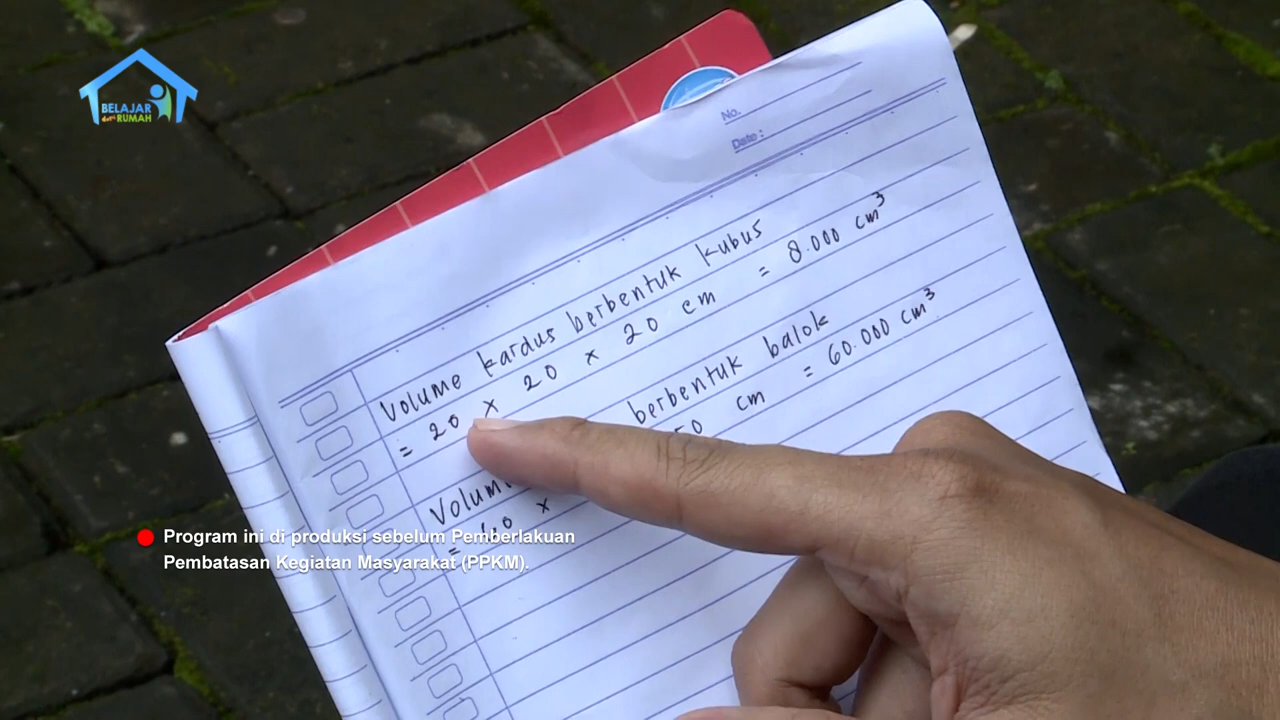 BELAJAR
dari RUMAH
No.
Date :
Volume kardus berbentuk kubus
= 20 x 20 x 20 cm = 8.000 cm³
berbentuk balok
x cm = 60.000 cm³
Program ini di produksi sebelum Pemberlakuan
Pembatasan Kegiatan Masyarakat (PPKM).